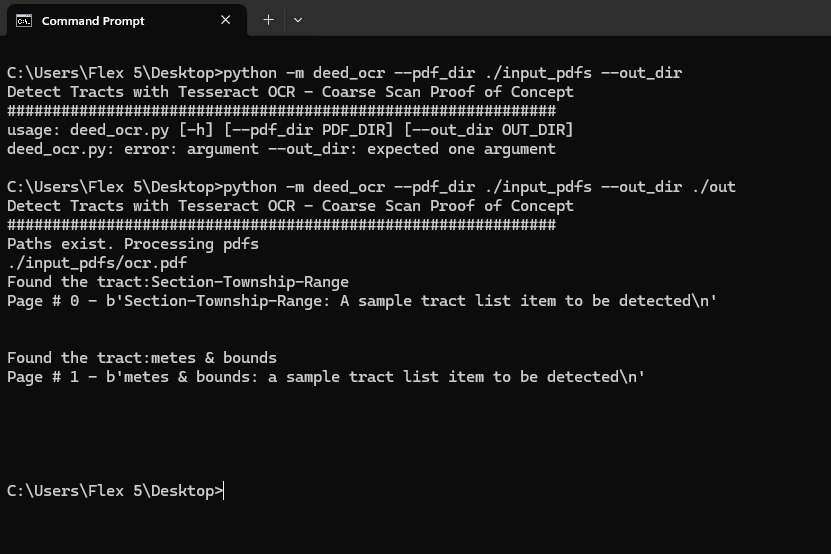 Command Prompt
C:\Users\Flex 5\Desktop>python -m deed_ocr --pdf_dir ./input_pdfs --out_dir
Detect Tracts with Tesseract OCR - Coarse Scan Proof of Concept
#############################################################
usage: deed_ocr.py [-h] [--pdf_dir PDF_DIR] [--out_dir OUT_DIR]
deed_ocr.py: error: argument --out_dir: expected one argument
C:\Users\Flex 5\Desktop>python -m deed_ocr --pdf_dir ./input_pdfs --out_dir ./out
Detect Tracts with Tesseract OCR - Coarse Scan Proof of Concept
#############################################################
Paths exist. Processing pdfs
./input_pdfs/ocr.pdf
Found the tract:Section-Township-Range
Page # 0 - b'Section-Township-Range: A sample tract list item to be detected\n'
Found the tract:metes & bounds
Page # 1 - b'metes & bounds: a sample tract list item to be detected\n'
C:\Users\Flex 5\Desktop>